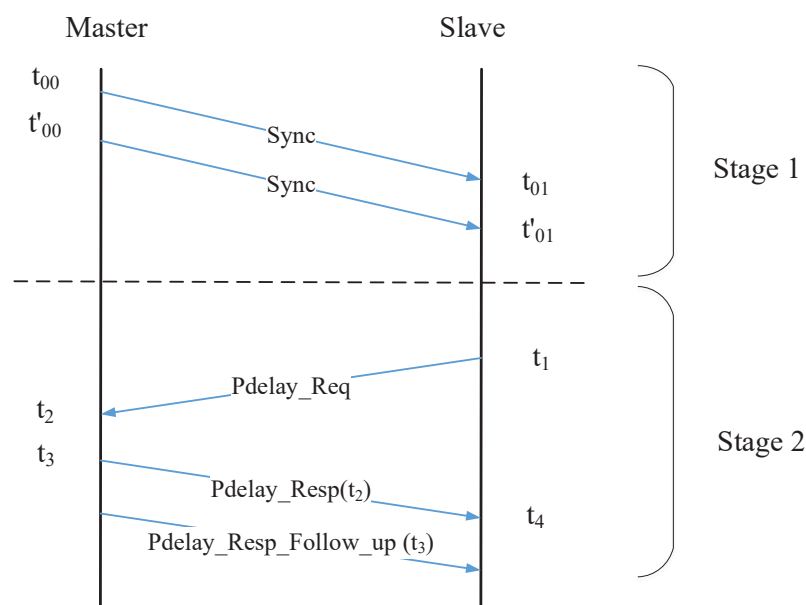 Master Slave
t₀₀
t'₀₀
Sync
Sync
t₀₁
t'₀₁
Stage 1
t₁
Pdelay_Req
t₂
t₃
Stage 2
Pdelay_Resp(t₂)
t₄
Pdelay_Resp_Follow_up (t₃)